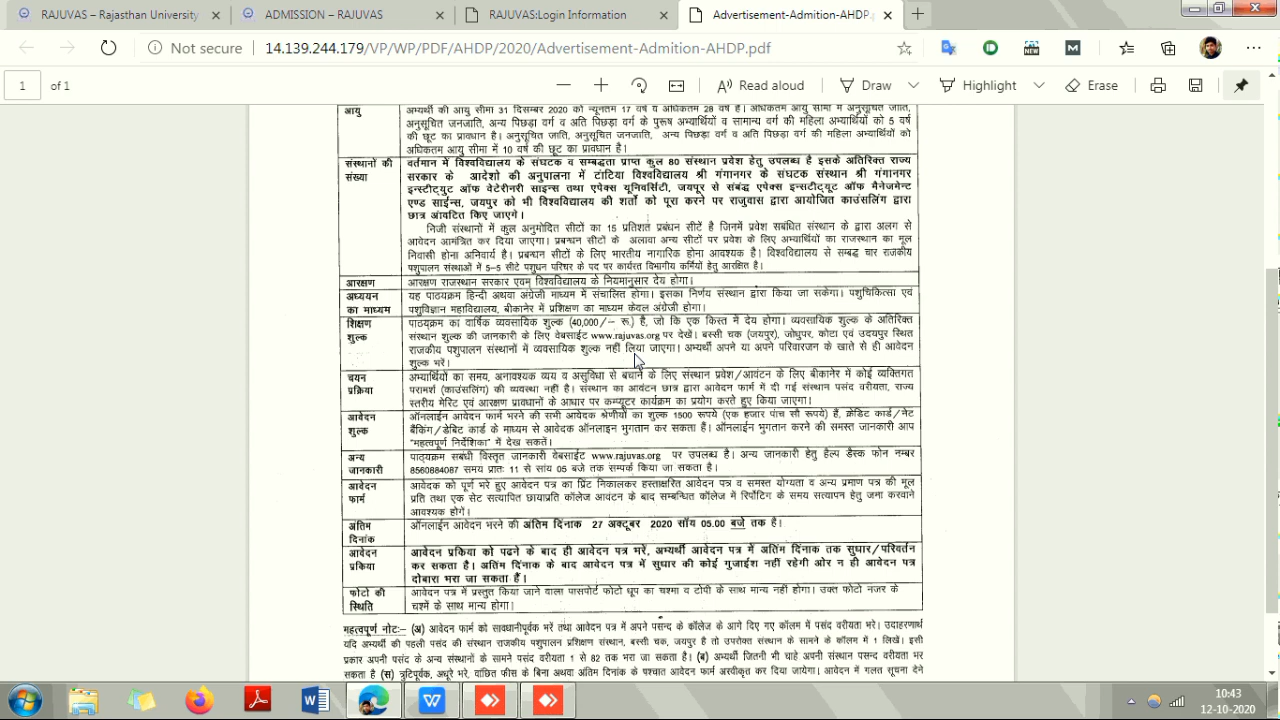 RAJUVAS – Rajasthan University
ADMISSION – RAJUVAS
RAJUVAS:Login Information
Advertisement-Admition-AHDP.
Not secure
14.139.244.179/VP/WP/PDF/AHDP/2020/Advertisement-Admition-AHDP.pdf
NEW
M
1 of 1
Read aloud
Draw
Highlight
Erase
आयु अभ्यर्थी की आयु सीमा 31 दिसम्बर 2020 को न्यूनतम 17 वर्ष व अधिकतम 28 वर्ष है। अधिकतम आयु सीमा में अनुसूचित जाति,
अनुसूचित जनजाति, अन्य पिछड़ा वर्ग व अति पिछड़ा वर्ग के पुरूष अभ्यार्थियों व सामान्य वर्ग की महिला अभ्यार्थियों को 5 वर्ष
की छूट का प्रावधान है। अनुसूचित जाति, अनुसूचित जनजाति, अन्य पिछड़ा वर्ग व अति पिछड़ा वर्ग की महिला अभ्यार्थियों को
अधिकतम आयु सीमा में 10 वर्ष की छूट का प्रावधान है।
संस्थानों की संख्या वर्तमान में विश्वविद्यालय के संघटक व सम्बद्धता प्राप्त कुल 80 संस्थान प्रवेश हेतु उपलब्ध है इसके अतिरिक्त राज्य
सरकार के आदेशों की अनुपालना में टांटिया विश्वविद्यालय श्री गंगानगर के संघटक संस्थान श्री गंगानगर
इन्स्टीट्युट ऑफ वेटेरीनरी साइन्स तथा एपेक्स यूनिवर्सिटी, जयपुर से संबंद्ध एपेक्स इन्सटीट्यूट ऑफ मैनेजमेन्ट
एण्ड साईन्स, जयपुर को भी विश्वविद्यालय की शर्तो को पूरा करने पर राजुवास द्वारा आयोजित काउंसलिंग द्वारा
छात्र आंवटित किए जाएगे।
निजी संस्थानों में कुल अनुमोदित सीटों का 15 प्रतिशत प्रबंधन सीटें है जिनमें प्रवेश सबंधित संस्थान के द्वारा अलग से
आवेदन आमंत्रित कर दिया जाएगा। प्रबन्धन सीटों के अलावा अन्य सीटों पर प्रवेश के लिए अभ्यार्थियों का राजस्थान का मूल
निवासी होना अनिवार्य है। प्रबन्धन सीटों के लिए भारतीय नागारिक होना आवश्यक है। विश्वविद्यालय से सम्बद्ध चार राजकीय
पशुपालन संस्थाओं में 5–5 सीटे पशुधन परिचर के पद पर कार्यरत विभागीय कर्मियों हेतु आरक्षित है।
आरक्षण आरक्षण राजस्थान सरकार एवम् विश्वविद्यालय के नियमानुसार देय होगा।
अध्ययन का माध्यम यह पाठयक्रम हिन्दी अथवा अंग्रेजी माध्यम में संचालित होगा। इसका निर्णय संस्थान द्वारा किया जा सकेगा। पशुचिकित्सा एवं
पशुविज्ञान महाविद्यालय, बीकानेर में प्रशिक्षण का माध्यम केवल अंग्रेजी होगा।
शिक्षण शुल्क पाठ्यक्रम का वार्षिक व्यवसायिक शुल्क (40,000/– रू) है, जो कि एक किस्त में देय होगा। व्यवसायिक शुल्क के अतिरिक्त
संस्थान शुल्क की जानकारी के लिए वेबसाईट www.rajuvas.org पर देखें। बस्सी चक (जयपुर), जोधपुर, कोटा एवं उदयपुर स्थित
राजकीय पशुपालन संस्थानों में व्यवसायिक शुल्क नहीं लिया जाएगा। अभ्यर्थी अपने या अपने परिवारजन के खाते से ही आवेदन
शुल्क भरें।
चयन प्रक्रिया अभ्यार्थियों का समय, अनावश्यक व्यय व असुविधा से बचाने के लिए संस्थान प्रवेश/आवंटन के लिए बीकानेर में कोई व्यक्तिगत
परामर्श (काउंसलिंग) की व्यवस्था नहीं है। संस्थान का आवंटन छात्र द्वारा आवेदन फार्म में दी गई संस्थान पसंद वरीयता, राज्य
स्तरीय मेरिट एवं आरक्षण प्रावधानों के आधार पर कम्प्यूटर कार्यक्रम का प्रयोग करते हुए किया जाएगा।
आवेदन शुल्क ऑनलाईन आवेदन फार्म भरने की सभी आवेदक श्रेणीयों का शुल्क 1500 रूपये (एक हजार पांच सौ रूपये) हैं, क्रेडिट कार्ड/नेट
बैंकिंग/डेबिट कार्ड के माध्यम से आवेदक ऑनलाइन भुगतान कर सकता हैं। ऑनलाईन भुगतान करने की समस्त जानकारी आप
"महत्वपूर्ण निर्देशिका" में देख सकतें।
अन्य जानकारी पाठ्यक्रम सबंधी विस्तृत जानकारी वेबसाईट www.rajuvas.org पर उपलब्ध है। अन्य जानकारी हेतु हैल्प डैस्क फोन नम्बर
8560884087 समय प्रातः 11 से सांय 05 बजे तक सम्पर्क किया जा सकता है।
आवेदन फार्म आवेदक को पूर्ण भरे हुए आवेदन पत्र का प्रिंट निकालकर हस्ताक्षरित आवेदन पत्र व समस्त योग्यता व अन्य प्रमाण पत्र की मूल
प्रति तथा एक सेट सत्यापित छायाप्रति कॉलेज आवंटन के बाद सम्बन्धित कॉलेज में रिर्पोटिंग के समय सत्यापन हेतु जमा करवाने
आवश्यक होगें।
अंतिम दिनांक ऑनलाईन आवेदन भरने की अंतिम दिनांक 27 अक्टूबर 2020 सॉय 05.00 बजे तक है।
आवेदन प्रकिया आवेदन प्रकिया को पढने के बाद ही आवेदन पत्र भरें, अभ्यर्थी आवेदन पत्र में अतिंम दिंनाक तक सुधार/परिवर्तन
कर सकता है। अतिंम दिनांक के बाद आवेदन पत्र में सुधार की कोई गुजाईश नहीं रहेगी ओर न ही आवेदन पत्र
दोबारा भरा जा सकता हैं।
फोटो की स्थिति आवेदन पत्र में प्रस्तुत किया जाने वाला पासपोर्ट फोटो धूप का चश्मा व टोपी के साथ मान्य नहीं होगा। उक्त फोटो नजर के
चश्में के साथ मान्य होगा।
महत्वपूर्ण नोटः– (अ) आवेदन फार्म को सावधानीपूर्वक भरें तथा आवेदन पत्र में अपने पसन्द के कॉलेज के आगे दिए गए कॉलम में पसंद वरीयता भरे। उदाहरणार्थ
यदि अभ्यर्थी की पहली पसंद की संस्थान राजकीय पशुपालन प्रशिक्षण संस्थान, बस्सी चक, जयपुर है तो उपरोक्त संस्थान के सामने के कॉलम में 1 लिखें। इसी
प्रकार अपनी पसंद के अन्य संस्थानों के सामने पसंद वरीयता 1 से 82 तक भरा जा सकता है। (ब) अभ्यर्थी जितनी भी चाहे अपनी संस्थान पसन्द वरीयता भर
सकता है (स) त्रुटिपूर्वक, अधूरे भरे, वांछित फीस के बिना अथवा अंतिम दिनांक के पश्चात आवेदन फार्म अस्वीकृत कर दिया जायेगा। आवेदन में गलत सूचना देने
10:43
12-10-2020